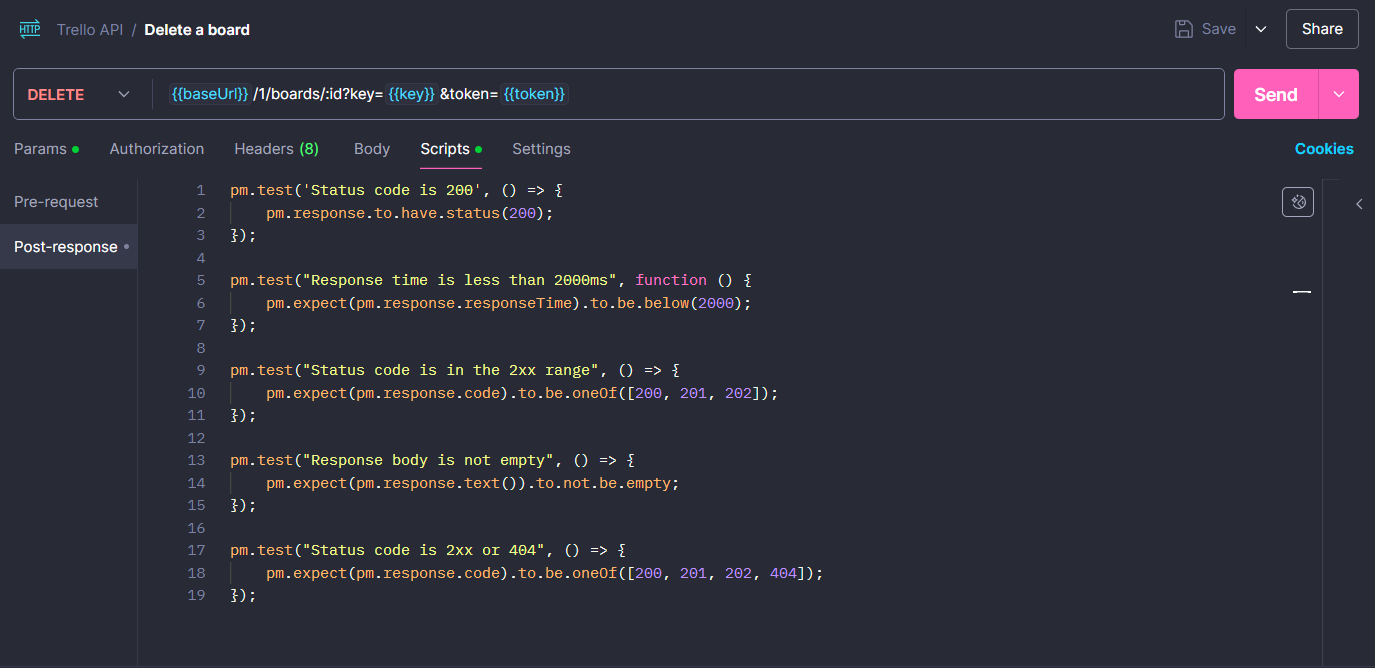 HTTP Trello API / Delete a board Save Share
DELETE {{baseUrl}} /1/boards/:id?key= {{key}} &token= {{token}} Send
Params Authorization Headers (8) Body Scripts Settings Cookies
Pre-request
Post-response
1 pm.test('Status code is 200', () => {
2     pm.response.to.have.status(200);
3 });
4
5 pm.test("Response time is less than 2000ms", function () {
6     pm.expect(pm.response.responseTime).to.be.below(2000);
7 });
8
9 pm.test("Status code is in the 2xx range", () => {
10     pm.expect(pm.response.code).to.be.oneOf([200, 201, 202]);
11 });
12
13 pm.test("Response body is not empty", () => {
14     pm.expect(pm.response.text()).to.not.be.empty;
15 });
16
17 pm.test("Status code is 2xx or 404", () => {
18     pm.expect(pm.response.code).to.be.oneOf([200, 201, 202, 404]);
19 });